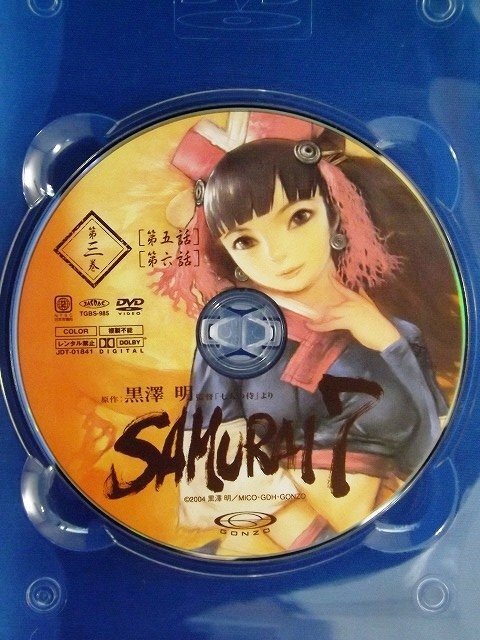 第三巻
[第五話]
[第六話]
TGBS-985
DVD
VIDEO
COLOR
複製不能
レンタル禁止
DOLBY
JDT-01841
DIGITAL
原作:黒澤 明 監督「七人の侍」より
SAMURAI 7
©2004 黒澤 明/MICO・GDH・GONZO
GONZO